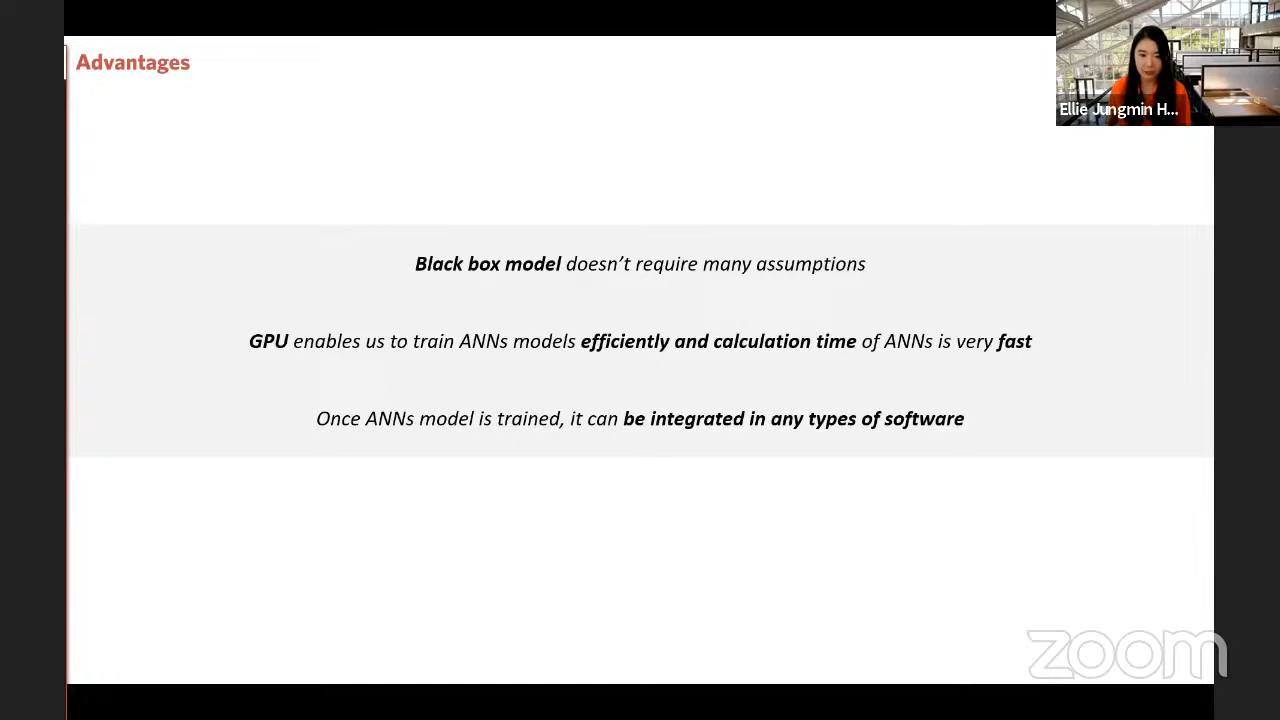 Advantages
Ellie Jungmin H...
Black box model doesn't require many assumptions
GPU enables us to train ANNs models efficiently and calculation time of ANNs is very fast
Once ANNs model is trained, it can be integrated in any types of software
zoom